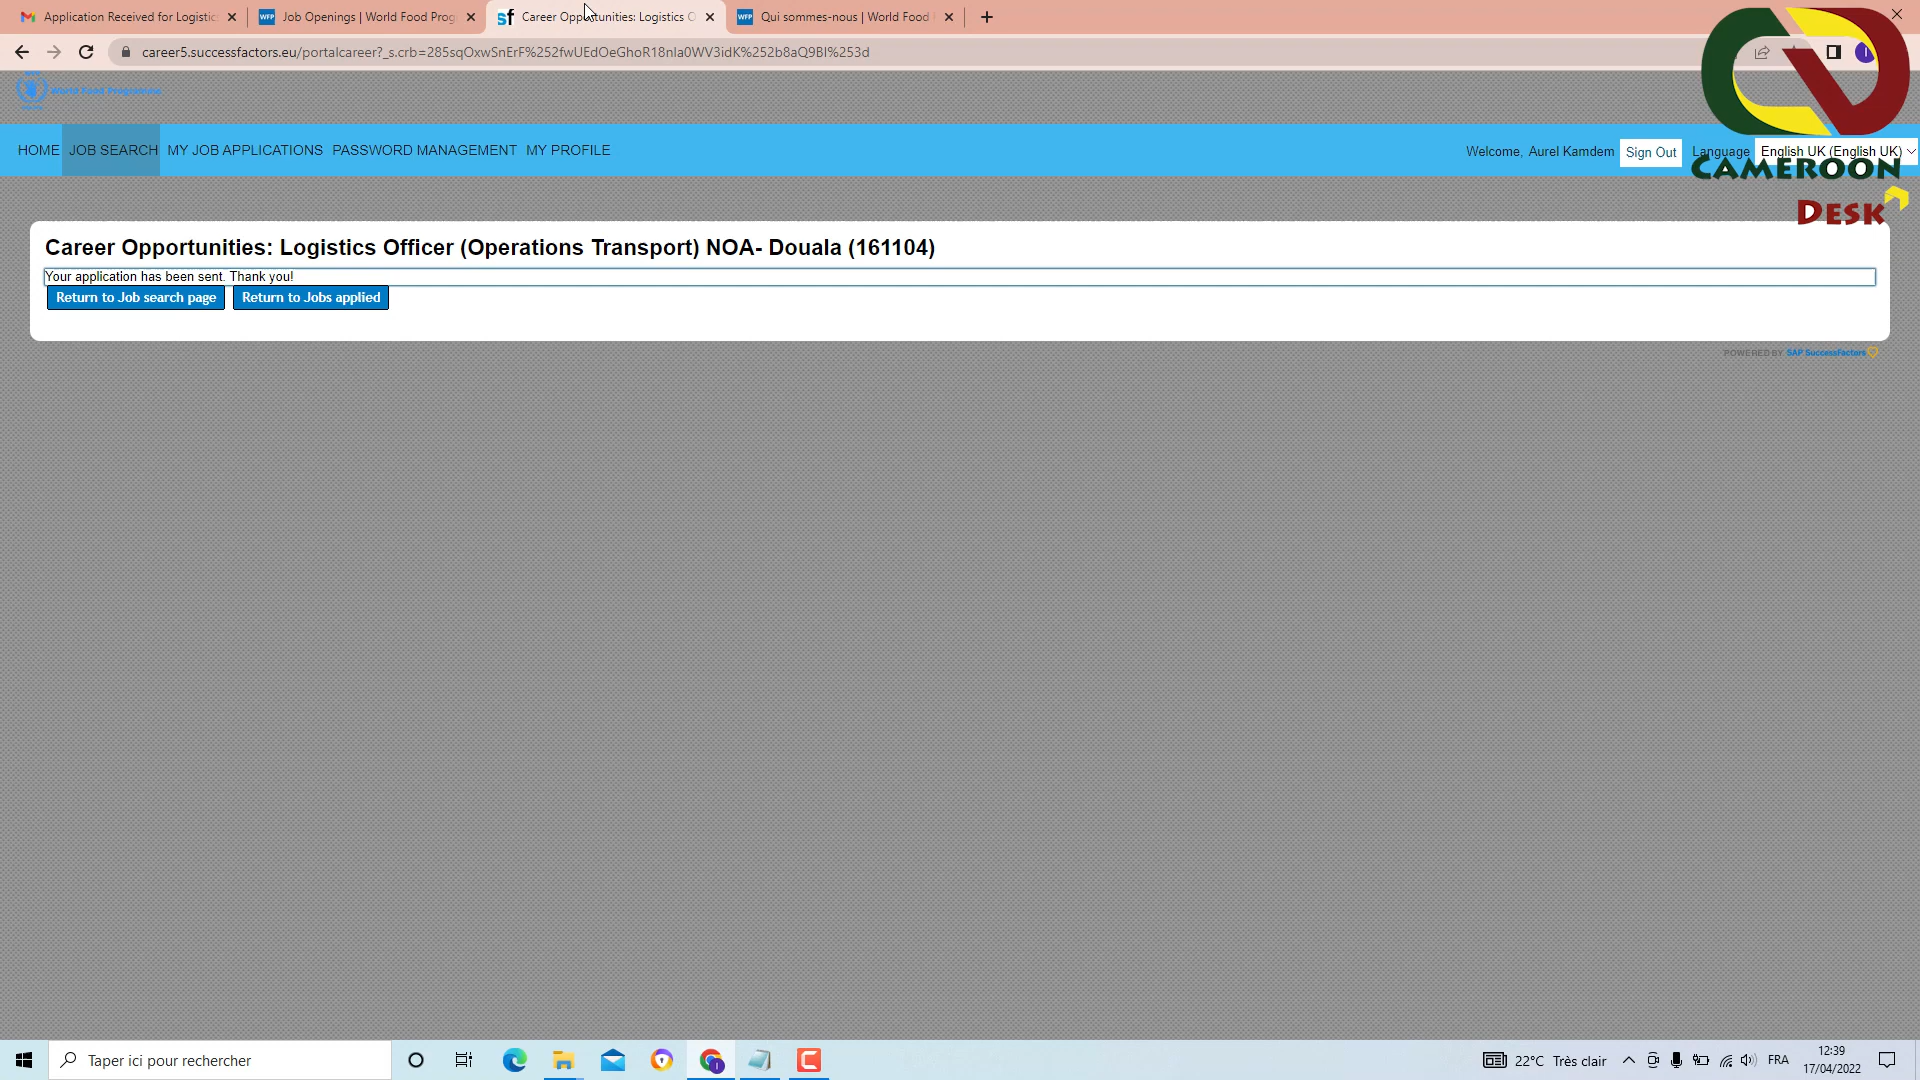 Application Received for Logistic
Job Openings | World Food Prog
Career Opportunities: Logistics O
Qui sommes-nous | World Food
career5.successfactors.eu/portalcareer?_s.crb=285sqOxwSnErF%252fwUEdOeGhoR18nla0WV3idK%252b8aQ9BI%253d
World Food Programme
HOME JOB SEARCH MY JOB APPLICATIONS PASSWORD MANAGEMENT MY PROFILE
Welcome, Aurel Kamdem Sign Out Language English UK (English UK)
CAMEROON
DESK
Career Opportunities: Logistics Officer (Operations Transport) NOA- Douala (161104)
Your application has been sent. Thank you!
Return to Job search page Return to Jobs applied
POWERED BY SAP SuccessFactors
Taper ici pour rechercher
22°C Très clair
FRA
12:39
17/04/2022